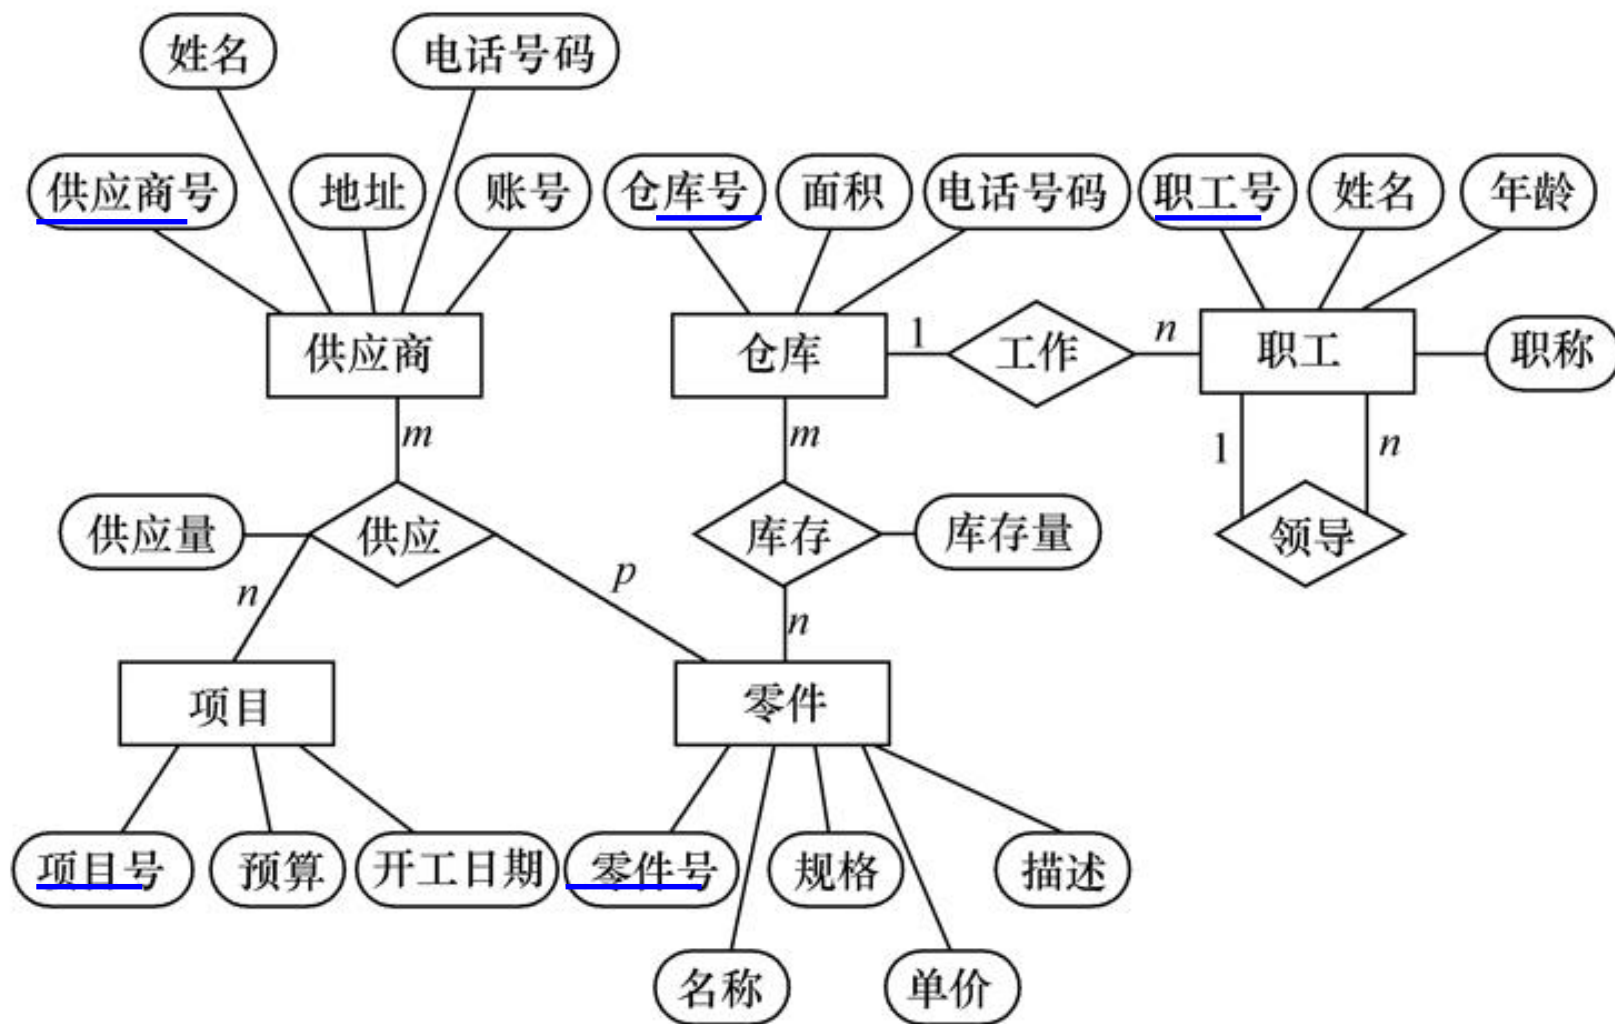 姓名 电话号码
供应商号 地址 账号 仓库号 面积 电话号码 职工号 姓名 年龄
供应商 仓库 1 工作 n 职工 职称
m m 1 n
供应量 供应 库存 库存量 领导
n p n
项目 零件
项目号 预算 开工日期 零件号 规格 描述
名称 单价